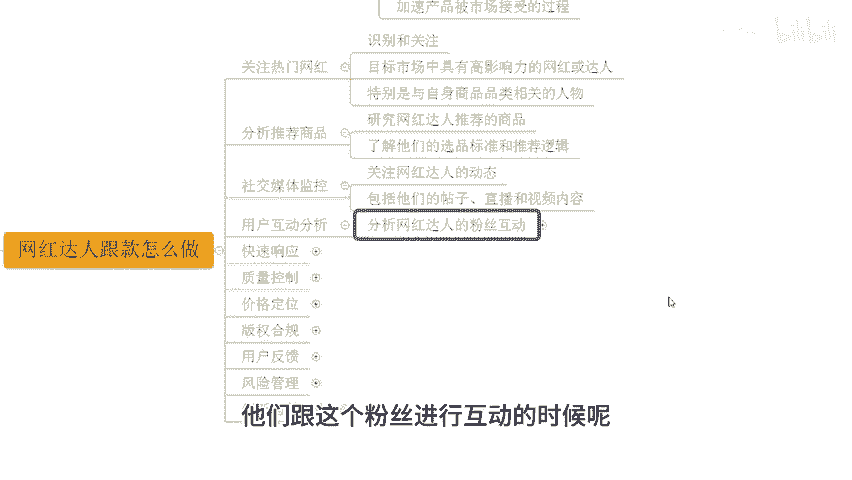 加速产品被市场接受的过程
bilibili
识别和关注
关注热门网红
目标市场中具有高影响力的网红或达人
特别是与自身商品品类相关的人物
研究网红达人推荐的商品
分析推荐商品
了解他们的选品标准和推荐逻辑
关注网红达人的动态
社交媒体监控
包括他们的帖子、直播和视频内容
用户互动分析
分析网红达人的粉丝互动
网红达人跟款怎么做
快速响应
质量控制
价格定位
版权合规
用户反馈
风险管理
他们跟这个粉丝进行互动的时候呢